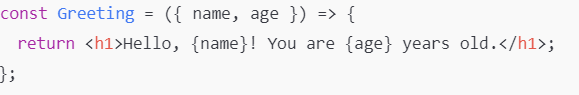 const Greeting = ({ name, age }) => {
  return <h1>Hello, {name}! You are {age} years old.</h1>;
};